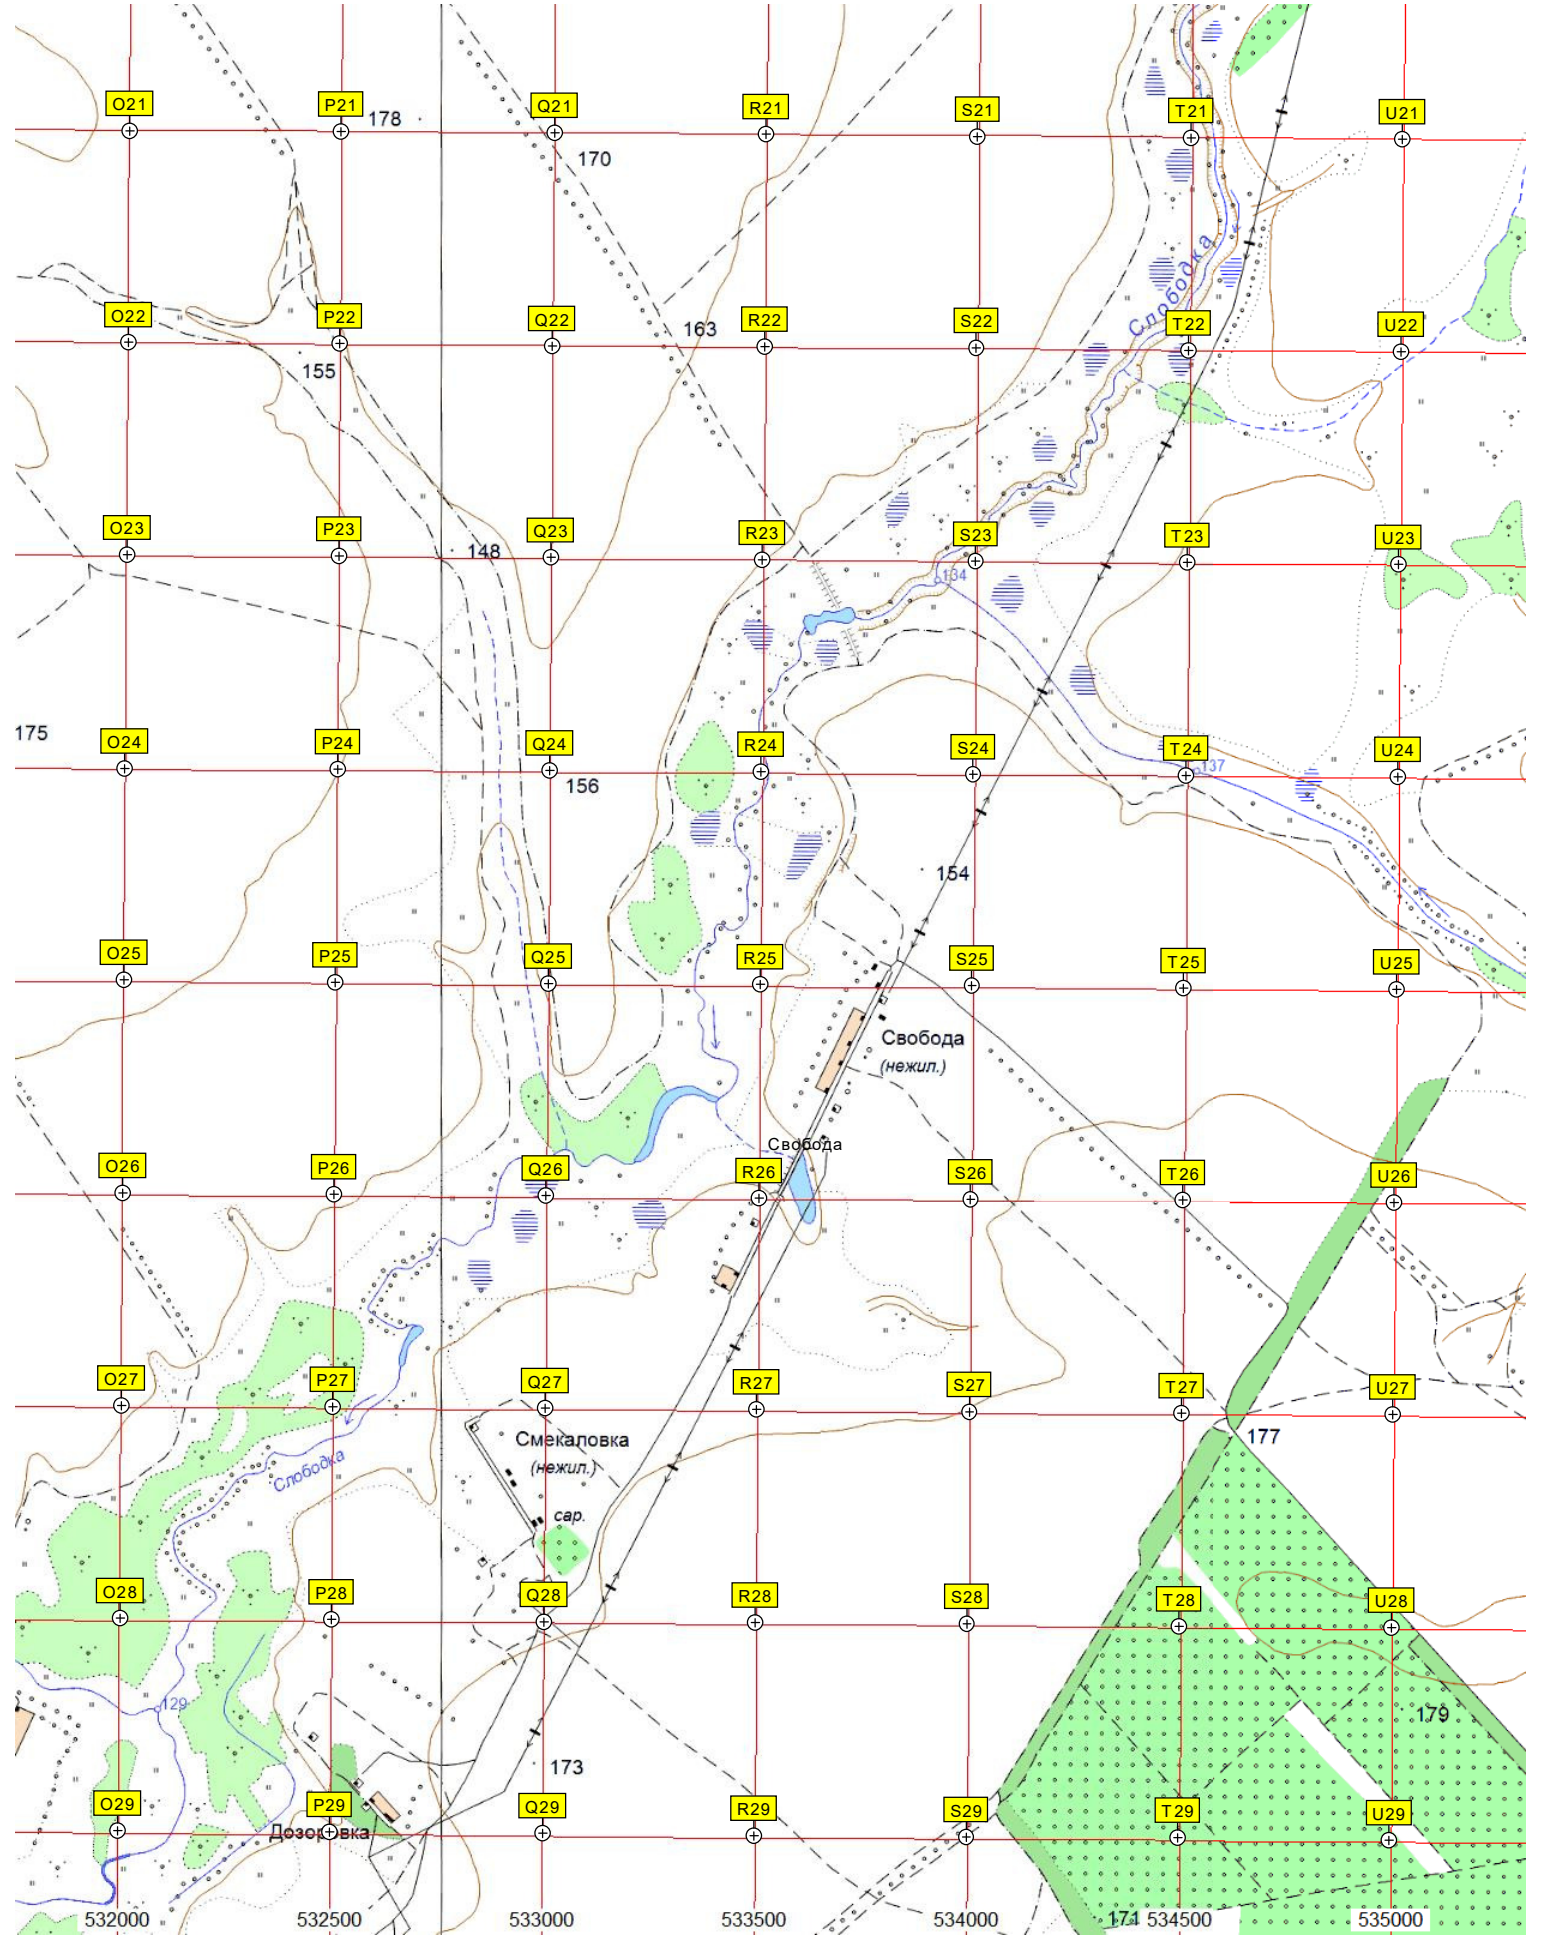 O21
P21
178
Q21
R21
S21
T21
U21
170
Слободка
O22
P22
Q22
163
R22
S22
T22
U22
155
O23
P23
148
Q23
R23
S23
T23
U23
134
175
O24
P24
Q24
R24
S24
T24
U24
137
156
154
O25
P25
Q25
R25
S25
T25
U25
Свобода
(нежил.)
Свобода
O26
P26
Q26
R26
S26
T26
U26
O27
P27
Q27
R27
S27
T27
U27
Смекаловка
(нежил.)
177
Слободка
сар.
O28
P28
Q28
R28
S28
T28
U28
129
179
173
O29
P29
Q29
R29
S29
T29
U29
Дозоровка
171
532000
532500
533000
533500
534000
534500
535000